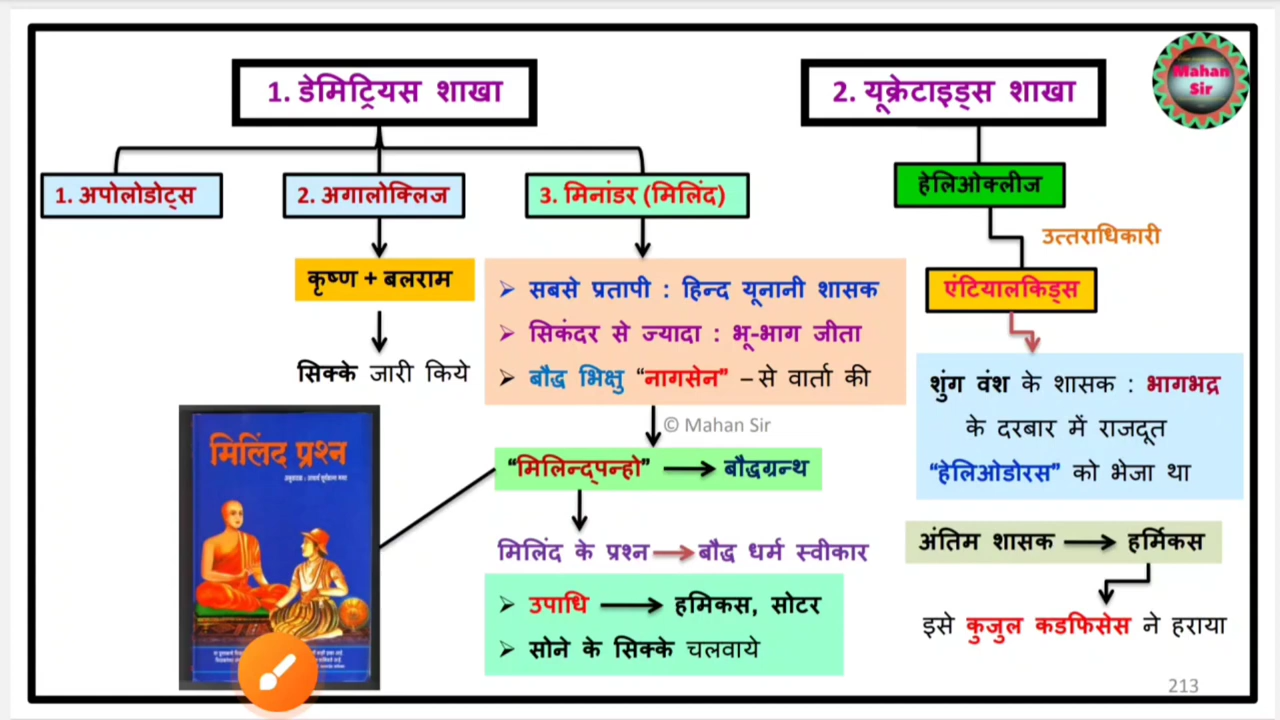 1. डेमिट्रियस शाखा
2. यूक्रेटाइड्स शाखा
Mahan
Sir
1. अपोलोडोट्स
2. अगालोक्लिज
3. मिनांडर (मिलिंद)
हेलिओक्लीज
उत्तराधिकारी
एंटियालकिड्स
कृष्ण + बलराम
सिक्के जारी किये
सबसे प्रतापी : हिन्द यूनानी शासक
सिकंदर से ज्यादा : भू-भाग जीता
बौद्ध भिक्षु “नागसेन” – से वार्ता की
© Mahan Sir
“मिलिन्द्पन्हो” → बौद्धग्रन्थ
मिलिंद के प्रश्न → बौद्ध धर्म स्वीकार
उपाधि → हमिकस, सोटर
सोने के सिक्के चलवाये
मिलिंद प्रश्न
शुंग वंश के शासक : भागभद्र
के दरबार में राजदूत
“हेलिओडोरस” को भेजा था
अंतिम शासक → हर्मिकस
इसे कुजुल कडफिसेस ने हराया
213